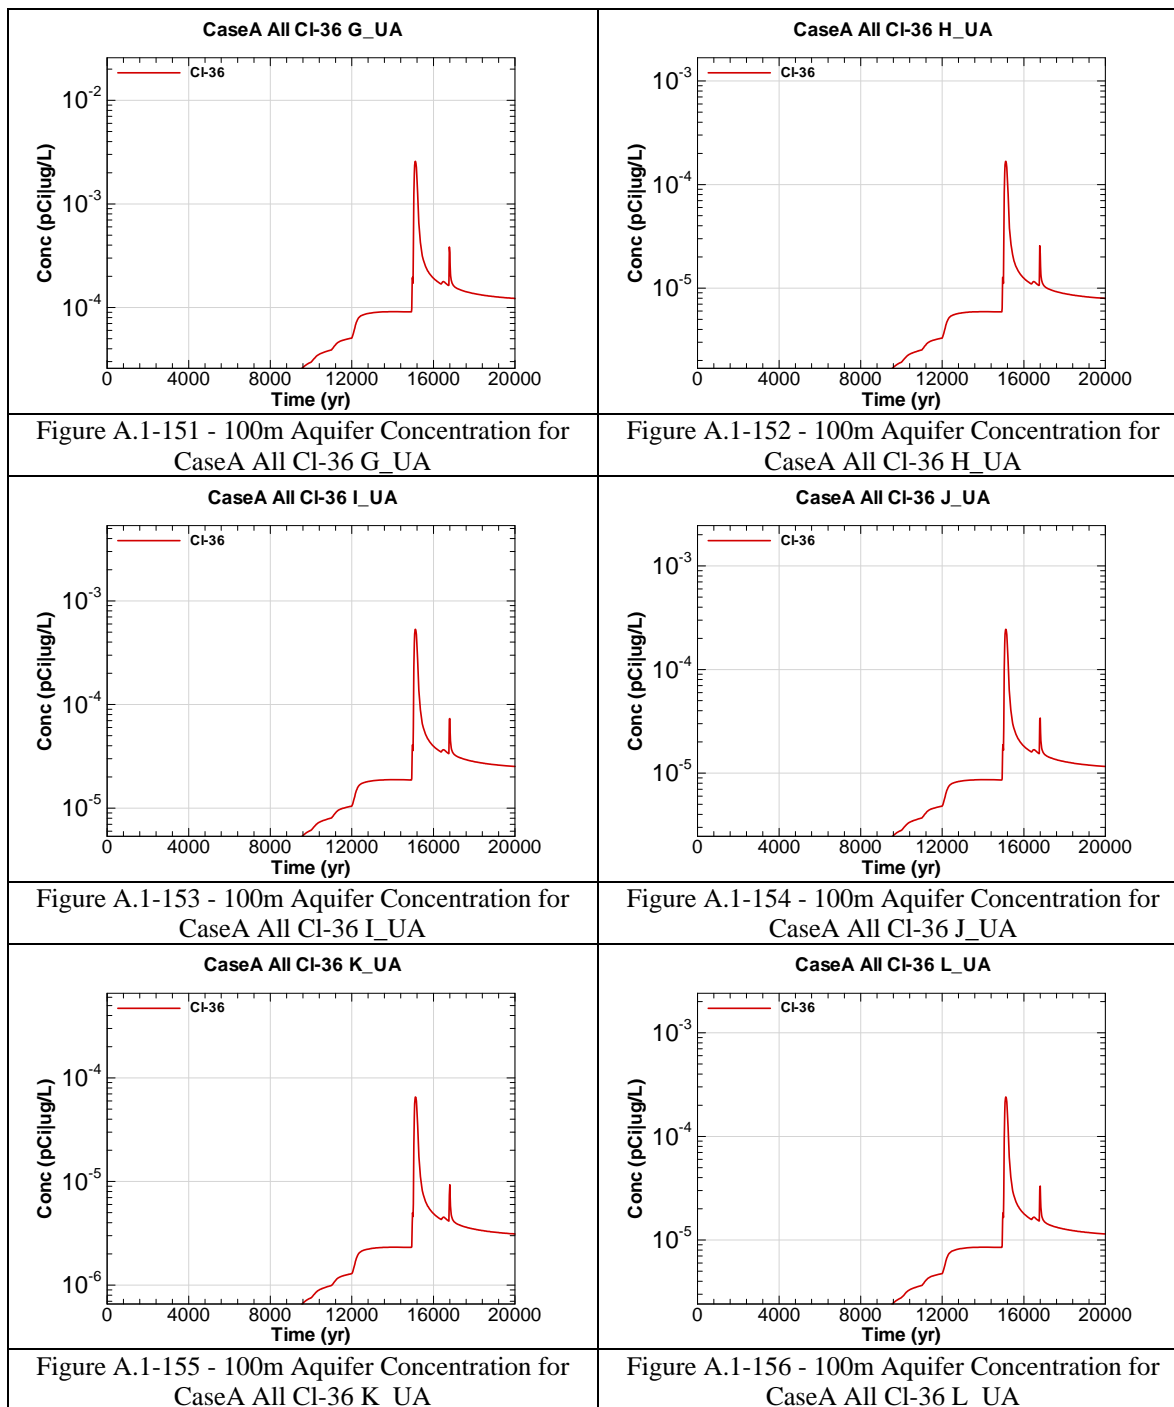 CaseA All Cl-36 G_UA
Cl-36
10^-2
10^-3
10^-4
Conc (pCi|ug/L)
0 4000 8000 12000 16000 20000
Time (yr)
Figure A.1-151 - 100m Aquifer Concentration for
CaseA All Cl-36 G_UA
CaseA All Cl-36 H_UA
Cl-36
10^-3
10^-4
10^-5
Conc (pCi|ug/L)
0 4000 8000 12000 16000 20000
Time (yr)
Figure A.1-152 - 100m Aquifer Concentration for
CaseA All Cl-36 H_UA
CaseA All Cl-36 I_UA
Cl-36
10^-3
10^-4
10^-5
Conc (pCi|ug/L)
0 4000 8000 12000 16000 20000
Time (yr)
Figure A.1-153 - 100m Aquifer Concentration for
CaseA All Cl-36 I_UA
CaseA All Cl-36 J_UA
Cl-36
10^-3
10^-4
10^-5
Conc (pCi|ug/L)
0 4000 8000 12000 16000 20000
Time (yr)
Figure A.1-154 - 100m Aquifer Concentration for
CaseA All Cl-36 J_UA
CaseA All Cl-36 K_UA
Cl-36
10^-4
10^-5
10^-6
Conc (pCi|ug/L)
0 4000 8000 12000 16000 20000
Time (yr)
Figure A.1-155 - 100m Aquifer Concentration for
CaseA All Cl-36 K_UA
CaseA All Cl-36 L_UA
Cl-36
10^-3
10^-4
10^-5
Conc (pCi|ug/L)
0 4000 8000 12000 16000 20000
Time (yr)
Figure A.1-156 - 100m Aquifer Concentration for
CaseA All Cl-36 L_UA